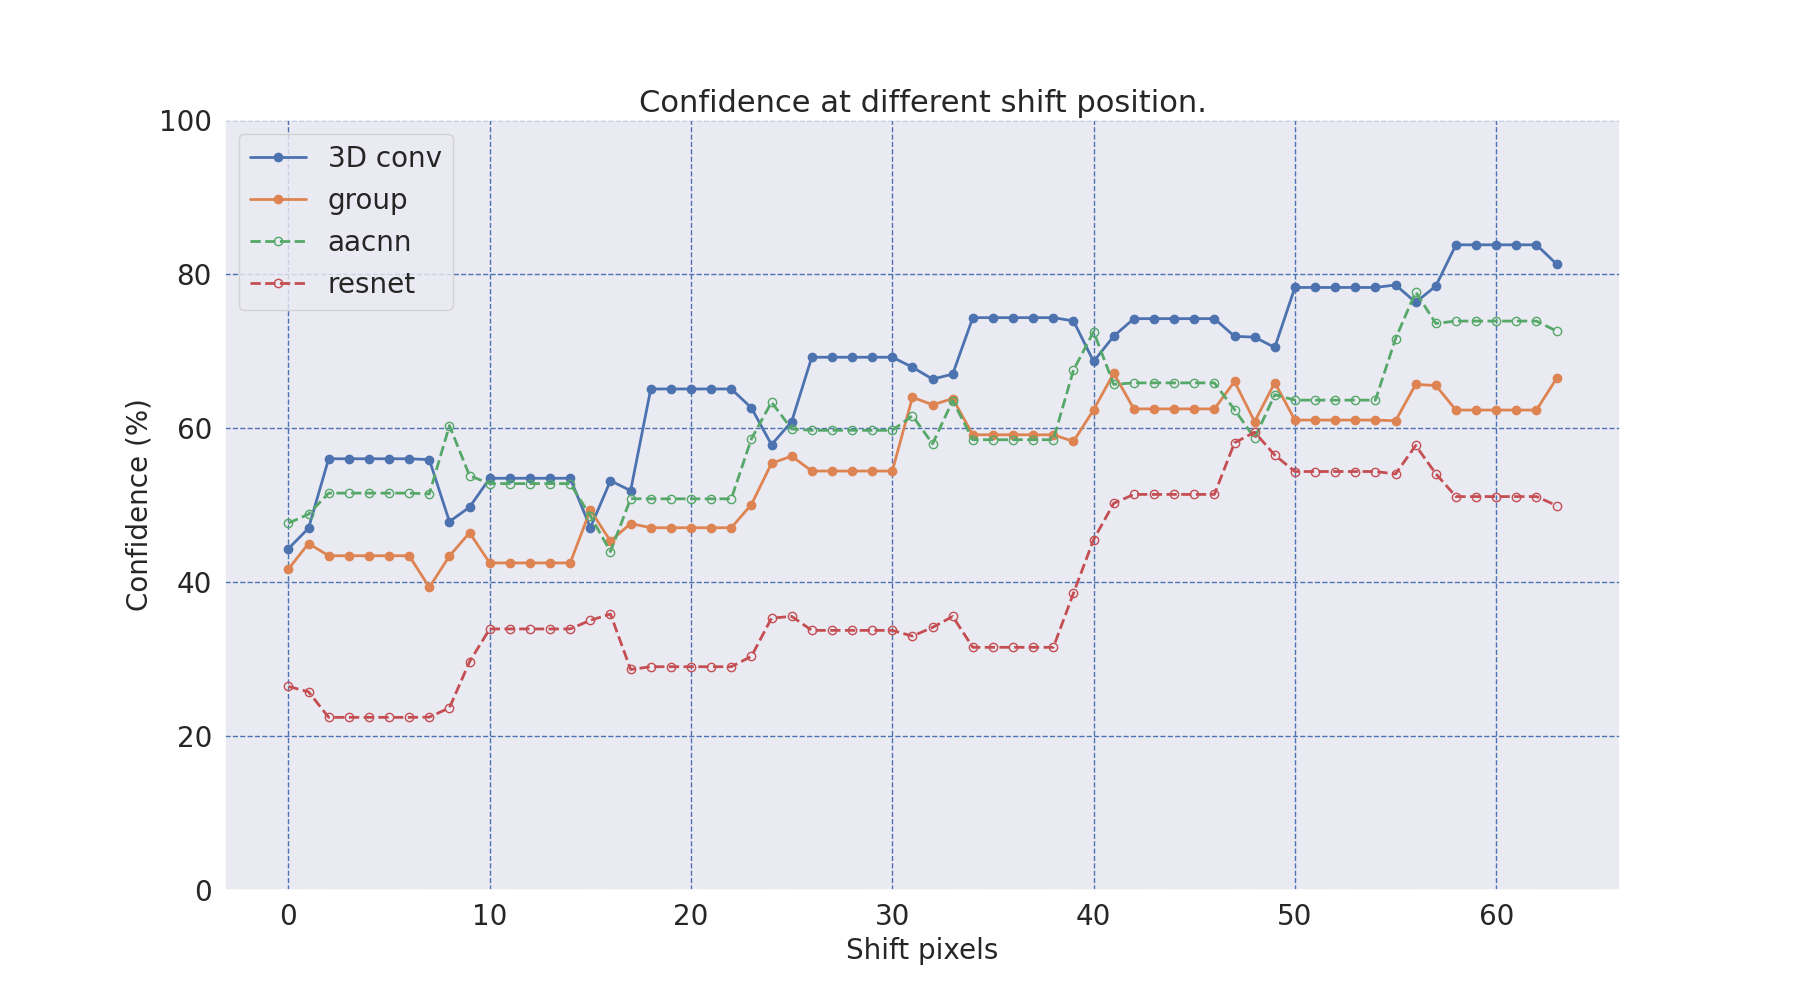 Confidence at different shift position.
100
80
60
40
20
0
Confidence (%)
3D conv
group
aacnn
resnet
0 10 20 30 40 50 60
Shift pixels